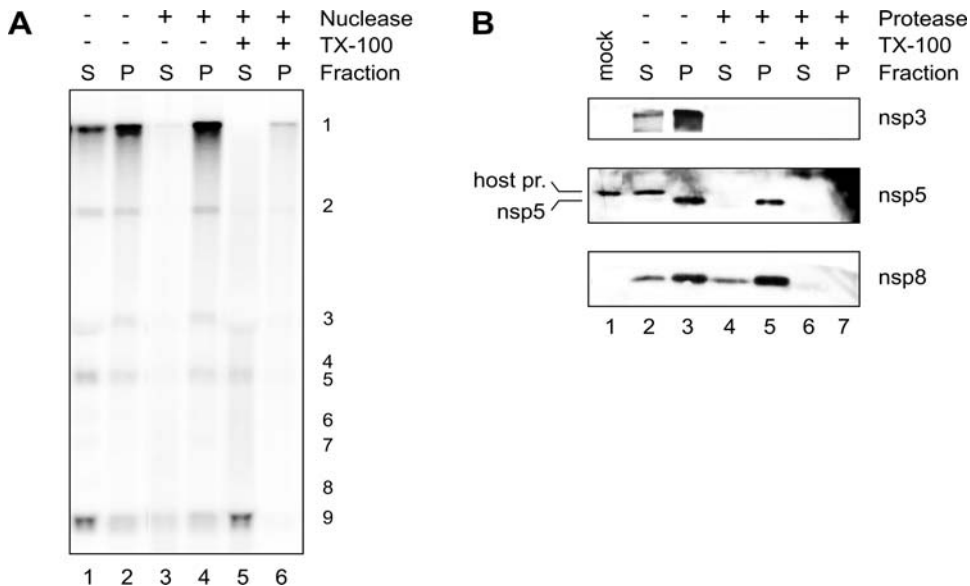 A
- - + + + + Nuclease
- - - - + + TX-100
S P S P S P Fraction
1
2
3
4
5
6
7
8
9
1 2 3 4 5 6
B
mock
- - + + + + Protease
- - - - + + TX-100
S P S P S P Fraction
nsp3
host pr.
nsp5
nsp5
nsp8
1 2 3 4 5 6 7